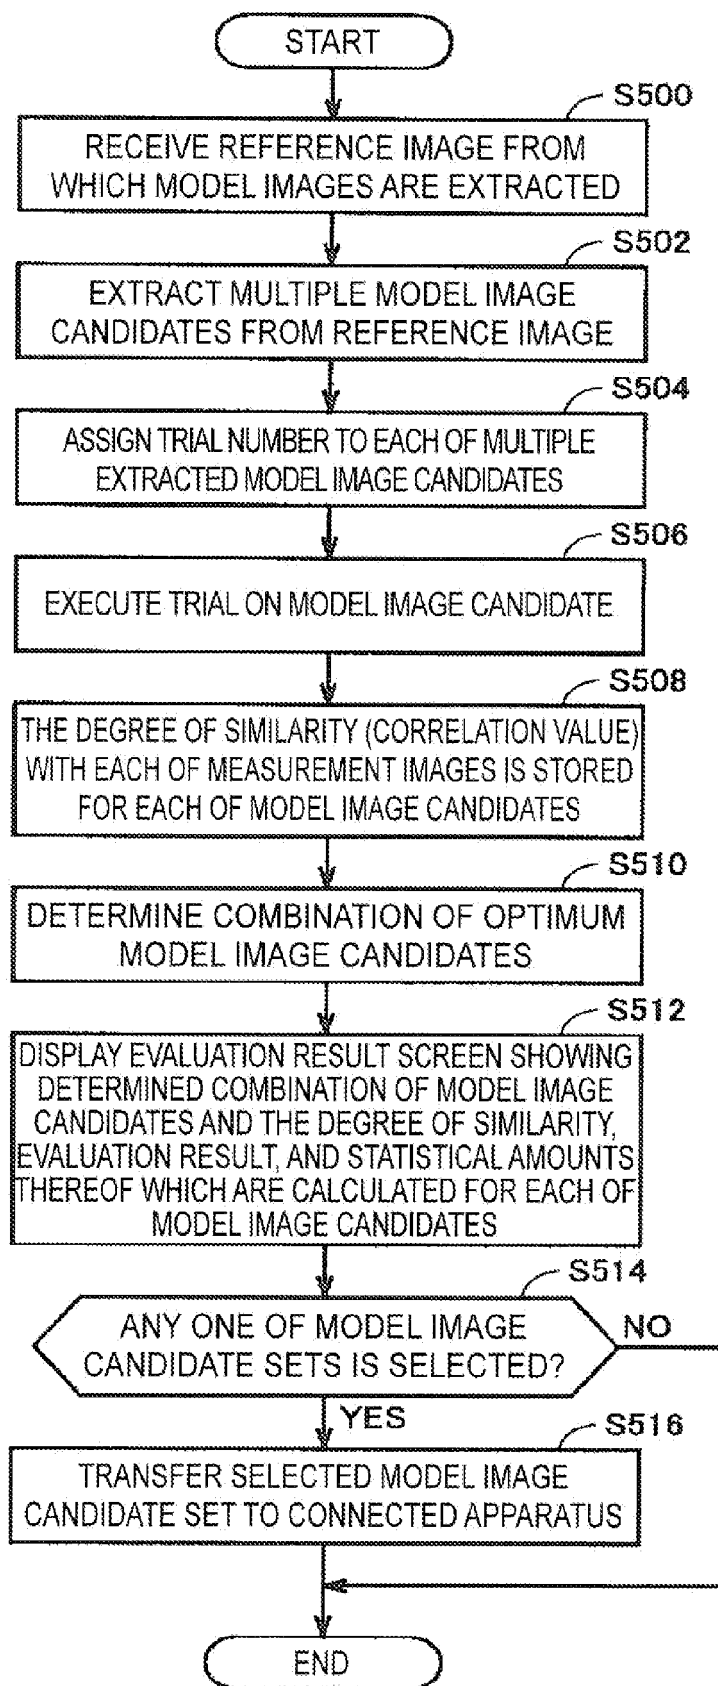 START
S500
RECEIVE REFERENCE IMAGE FROM
WHICH MODEL IMAGES ARE EXTRACTED
S502
EXTRACT MULTIPLE MODEL IMAGE
CANDIDATES FROM REFERENCE IMAGE
S504
ASSIGN TRIAL NUMBER TO EACH OF MULTIPLE
EXTRACTED MODEL IMAGE CANDIDATES
S506
EXECUTE TRIAL ON MODEL IMAGE CANDIDATE
S508
THE DEGREE OF SIMILARITY (CORRELATION VALUE)
WITH EACH OF MEASUREMENT IMAGES IS STORED
FOR EACH OF MODEL IMAGE CANDIDATES
S510
DETERMINE COMBINATION OF OPTIMUM
MODEL IMAGE CANDIDATES
S512
DISPLAY EVALUATION RESULT SCREEN SHOWING
DETERMINED COMBINATION OF MODEL IMAGE
CANDIDATES AND THE DEGREE OF SIMILARITY,
EVALUATION RESULT, AND STATISTICAL AMOUNTS
THEREOF WHICH ARE CALCULATED FOR EACH OF
MODEL IMAGE CANDIDATES
S514
ANY ONE OF MODEL IMAGE
CANDIDATE SETS IS SELECTED?
NO
YES
S516
TRANSFER SELECTED MODEL IMAGE
CANDIDATE SET TO CONNECTED APPARATUS
END